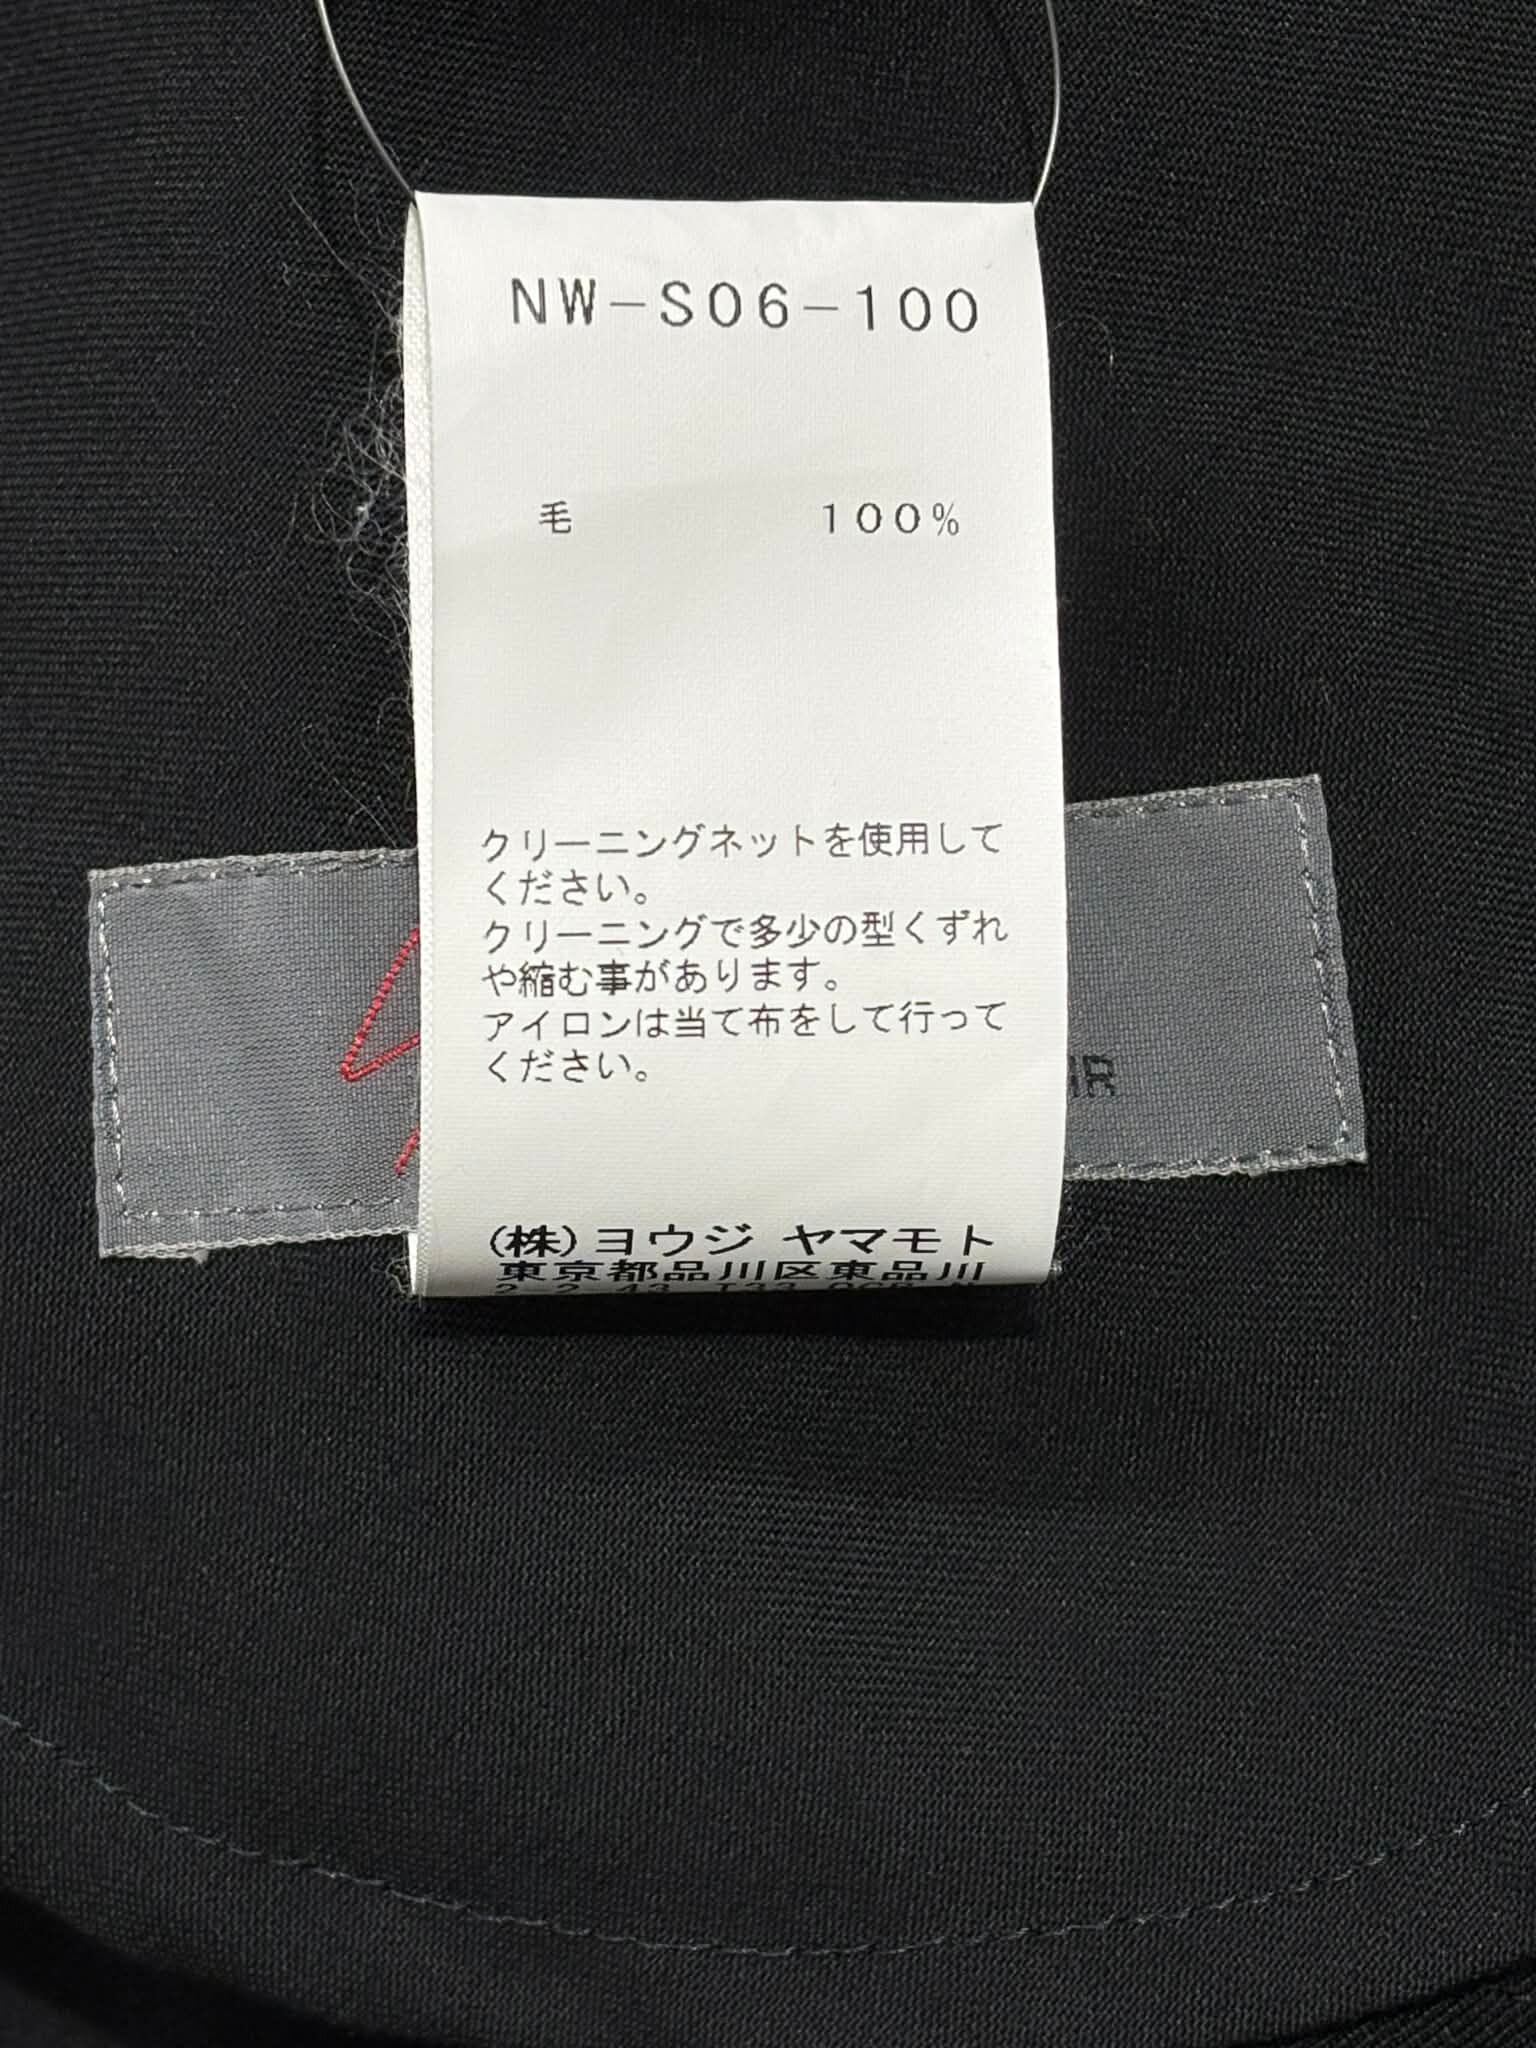 NW-S06-100
毛 100%
クリーニングネットを使用して
ください。
クリーニングで多少の型くずれ
や縮む事があります。
アイロンは当て布をして行って
ください。
(株)ヨウジ ヤマモト
東京都品川区東品川